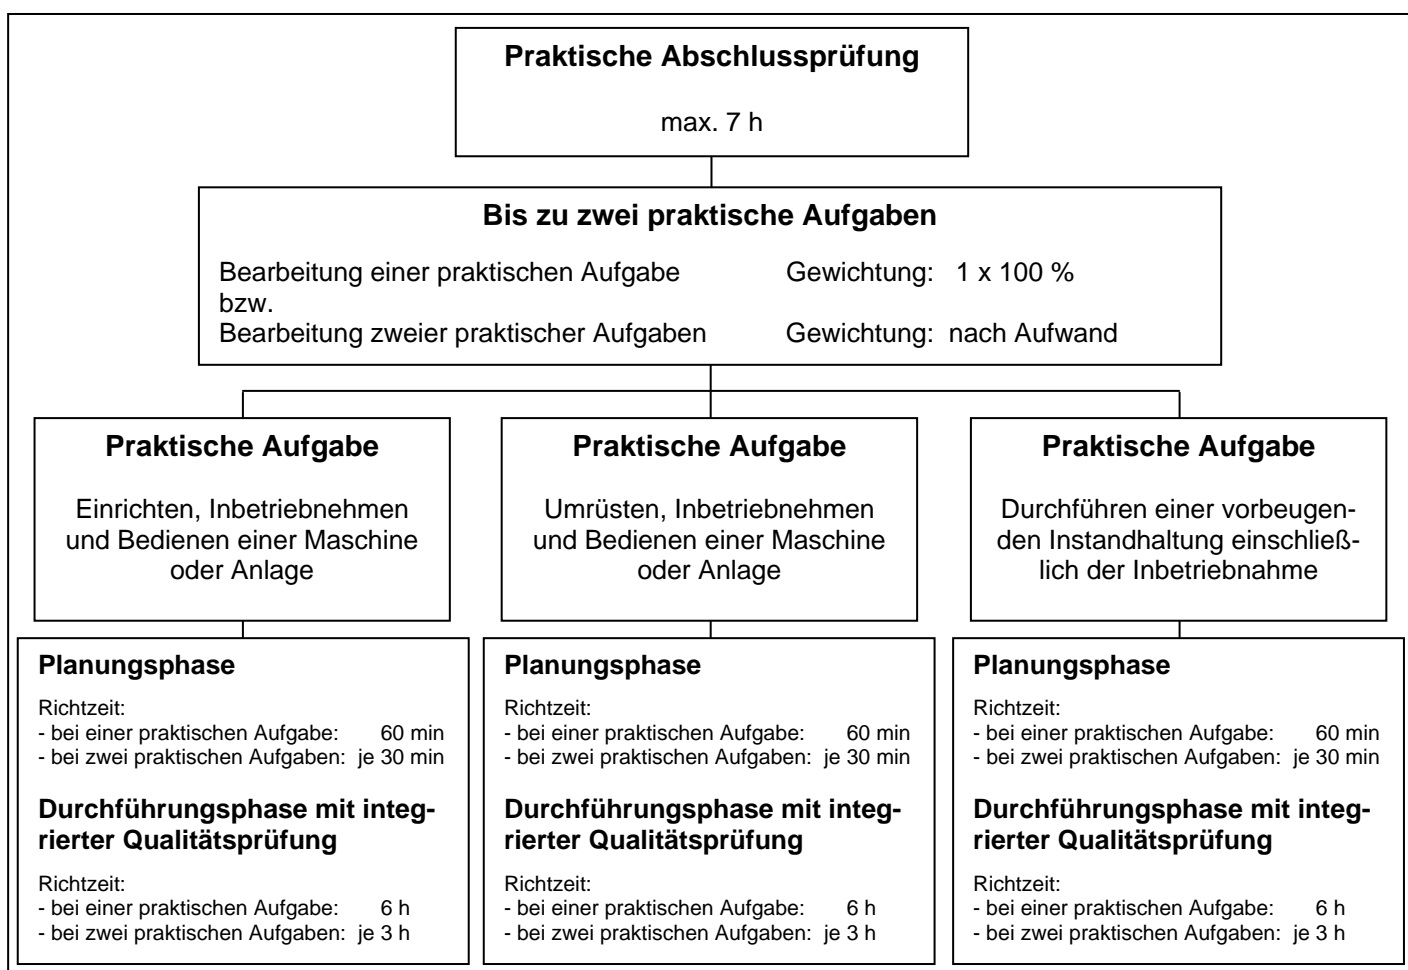 Praktische Abschlussprüfung
max. 7 h
Bis zu zwei praktische Aufgaben
Bearbeitung einer praktischen Aufgabe Gewichtung: 1 x 100 %
bzw.
Bearbeitung zweier praktischer Aufgaben Gewichtung: nach Aufwand
Praktische Aufgabe
Einrichten, Inbetriebnehmen
und Bedienen einer Maschine
oder Anlage
Praktische Aufgabe
Umrüsten, Inbetriebnehmen
und Bedienen einer Maschine
oder Anlage
Praktische Aufgabe
Durchführen einer vorbeugen-
den Instandhaltung einschließ-
lich der Inbetriebnahme
Planungsphase
Richtzeit:
- bei einer praktischen Aufgabe: 60 min
- bei zwei praktischen Aufgaben: je 30 min
Durchführungsphase mit integ-
rierter Qualitätsprüfung
Richtzeit:
- bei einer praktischen Aufgabe: 6 h
- bei zwei praktischen Aufgaben: je 3 h
Planungsphase
Richtzeit:
- bei einer praktischen Aufgabe: 60 min
- bei zwei praktischen Aufgaben: je 30 min
Durchführungsphase mit integ-
rierter Qualitätsprüfung
Richtzeit:
- bei einer praktischen Aufgabe: 6 h
- bei zwei praktischen Aufgaben: je 3 h
Planungsphase
Richtzeit:
- bei einer praktischen Aufgabe: 60 min
- bei zwei praktischen Aufgaben: je 30 min
Durchführungsphase mit integ-
rierter Qualitätsprüfung
Richtzeit:
- bei einer praktischen Aufgabe: 6 h
- bei zwei praktischen Aufgaben: je 3 h